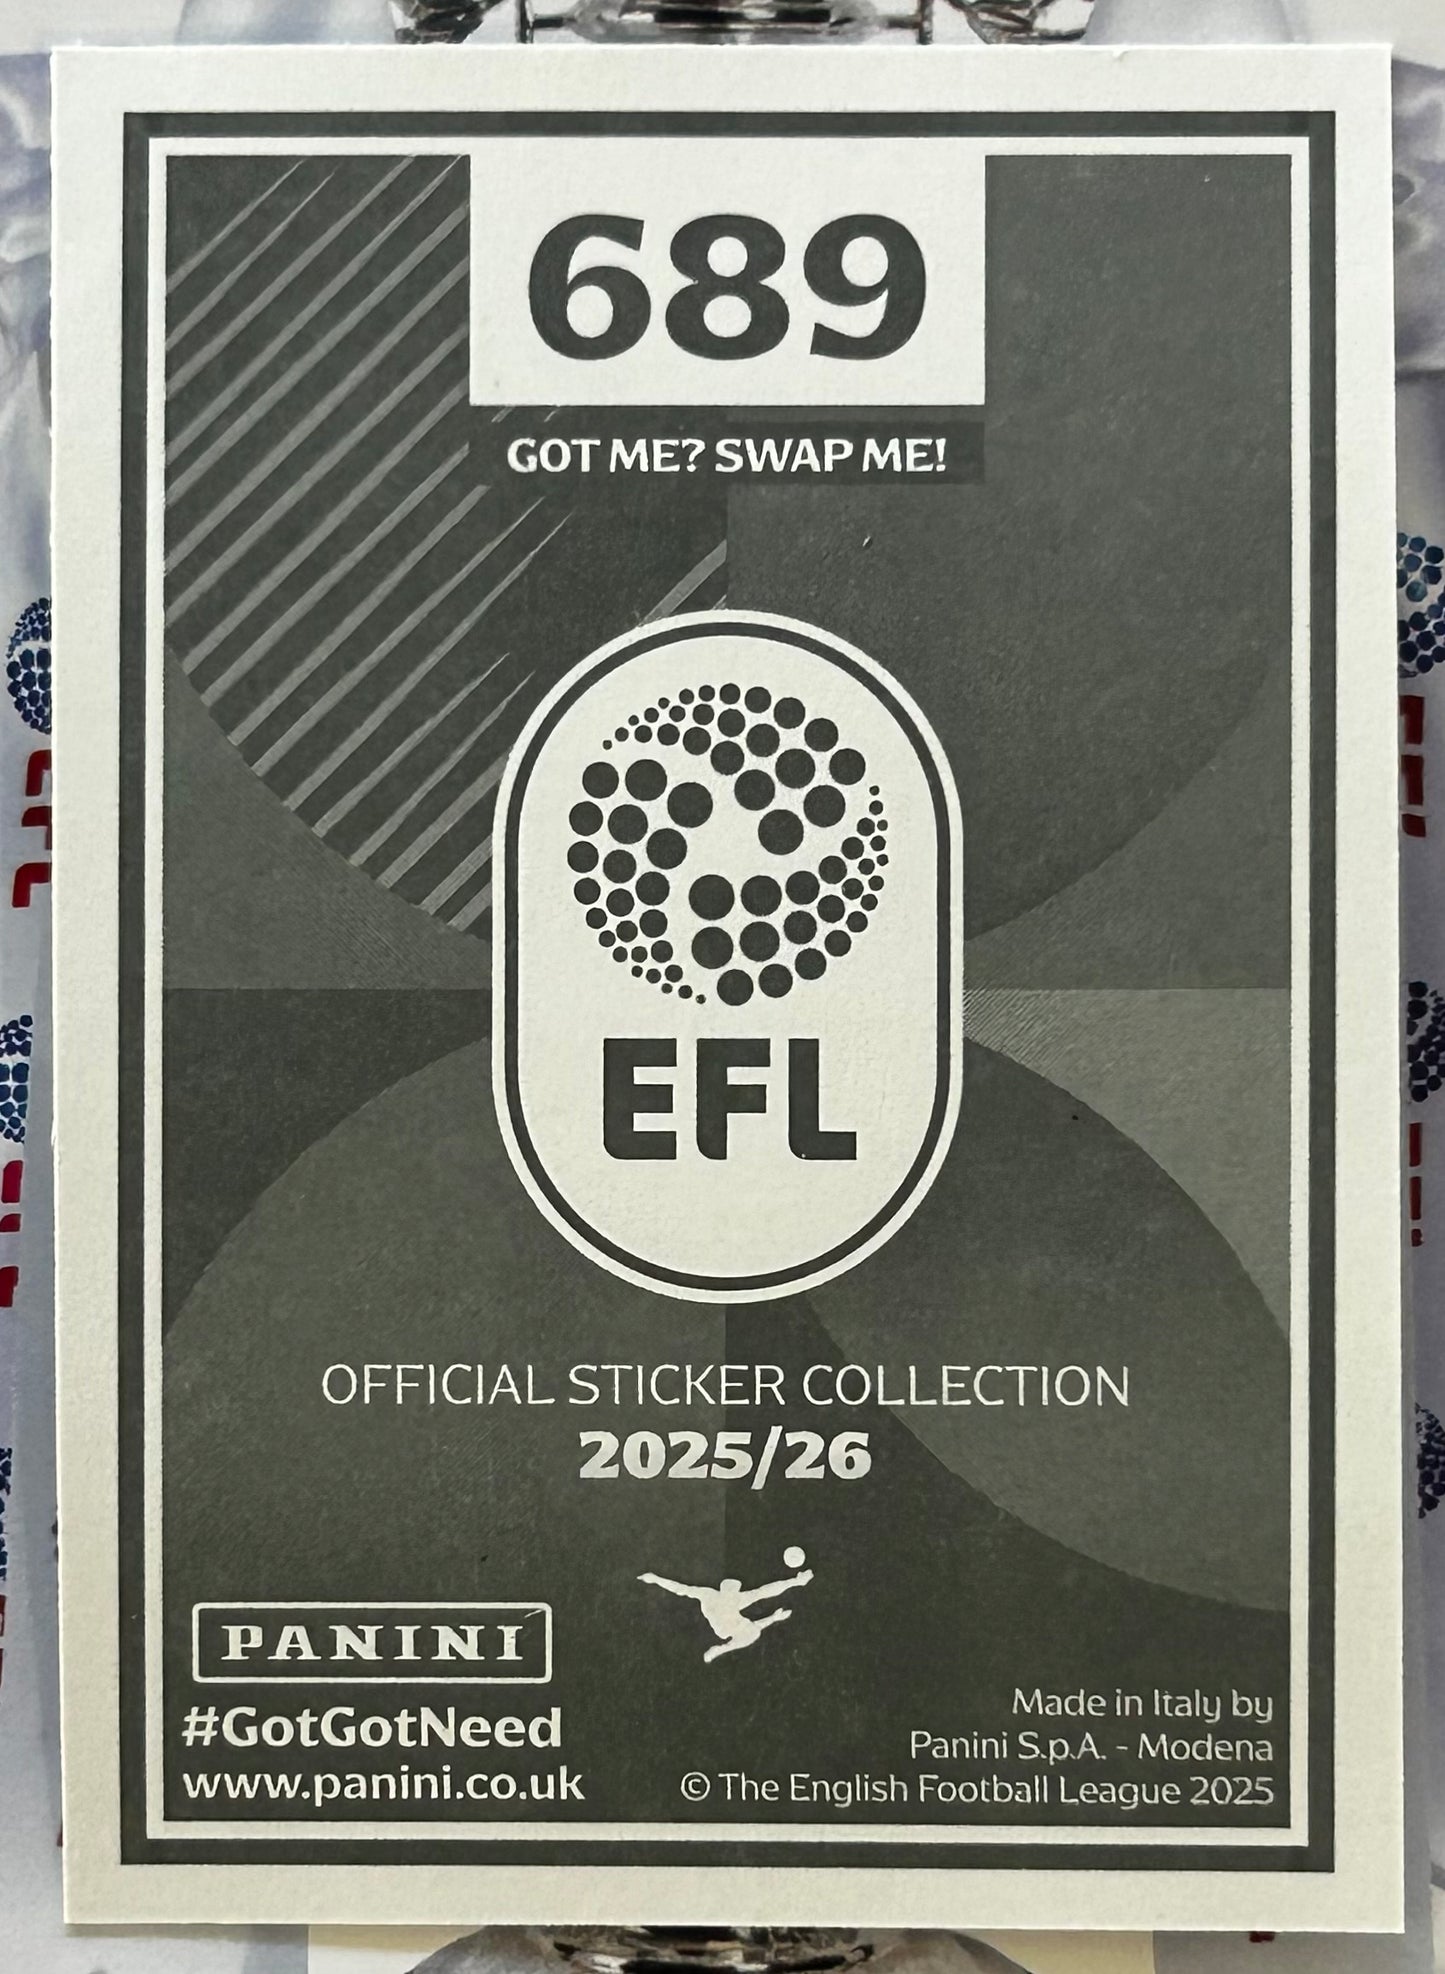 689
GOT ME? SWAP ME!
EFL
OFFICIAL STICKER COLLECTION
2025/26
PANINI
#GotGotNeed
www.panini.co.uk
Made in Italy by
Panini S.p.A. - Modena
© The English Football League 2025